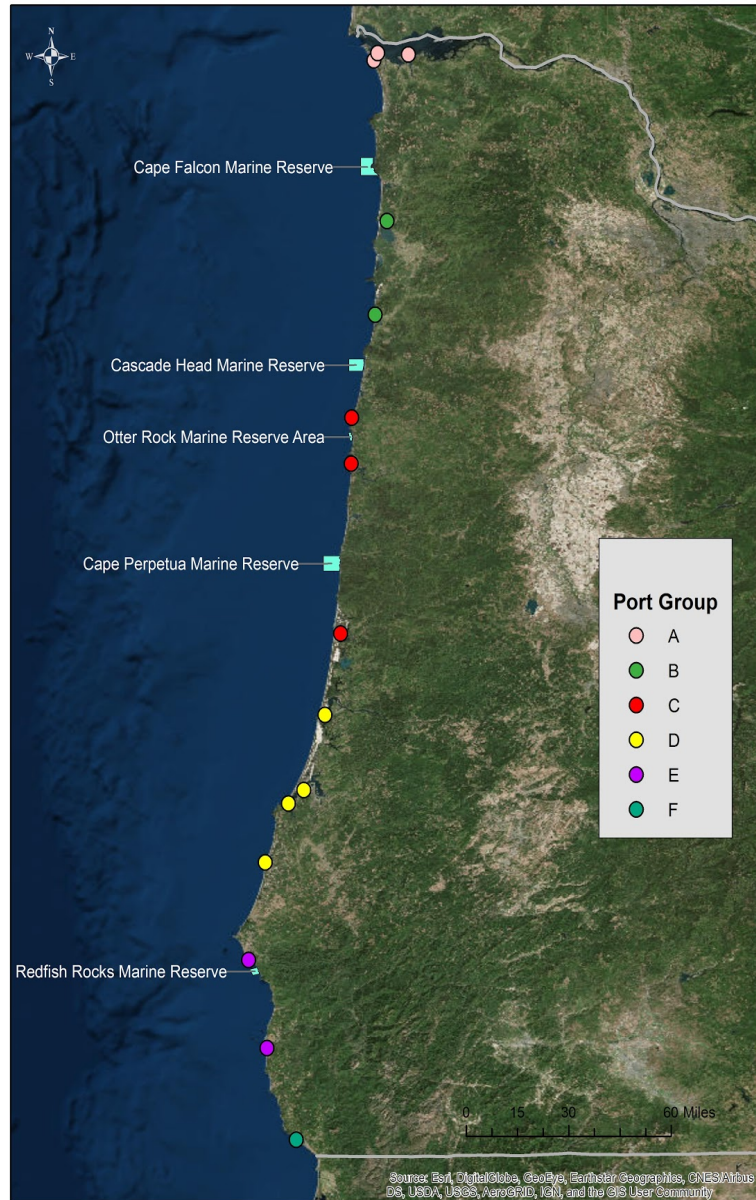 N
W E
S
Cape Falcon Marine Reserve
Cascade Head Marine Reserve
Otter Rock Marine Reserve Area
Cape Perpetua Marine Reserve
Port Group
A
B
C
D
E
F
Redfish Rocks Marine Reserve
0 15 30 60 Miles
Source: Esri, DigitalGlobe, GeoEye, Earthstar Geographics, CNES/Airbus
DS, USDA, USGS, AeroGRID, IGN, and the GIS User Community